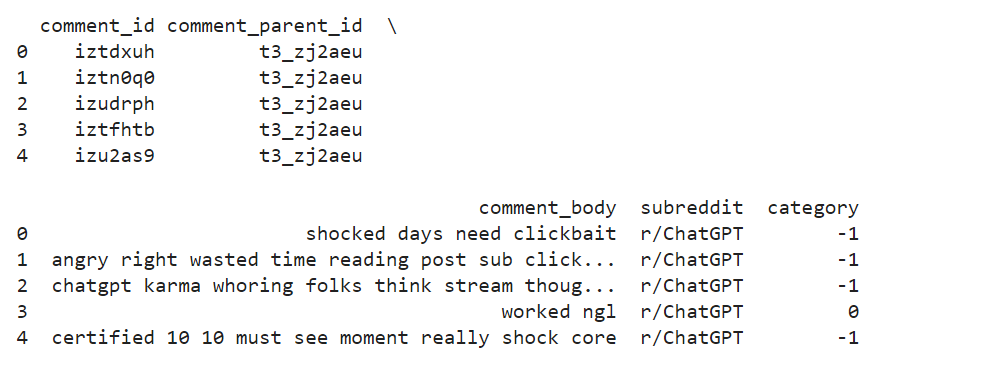 comment_id comment_parent_id \
0 iztdxuh t3_zj2aeu
1 iztn0q0 t3_zj2aeu
2 izudrph t3_zj2aeu
3 iztfhtb t3_zj2aeu
4 izu2as9 t3_zj2aeu
comment_body subreddit category
0 shocked days need clickbait r/ChatGPT -1
1 angry right wasted time reading post sub click... r/ChatGPT -1
2 chatgpt karma whoring folks think stream thoug... r/ChatGPT -1
3 worked ngl r/ChatGPT 0
4 certified 10 10 must see moment really shock core r/ChatGPT -1